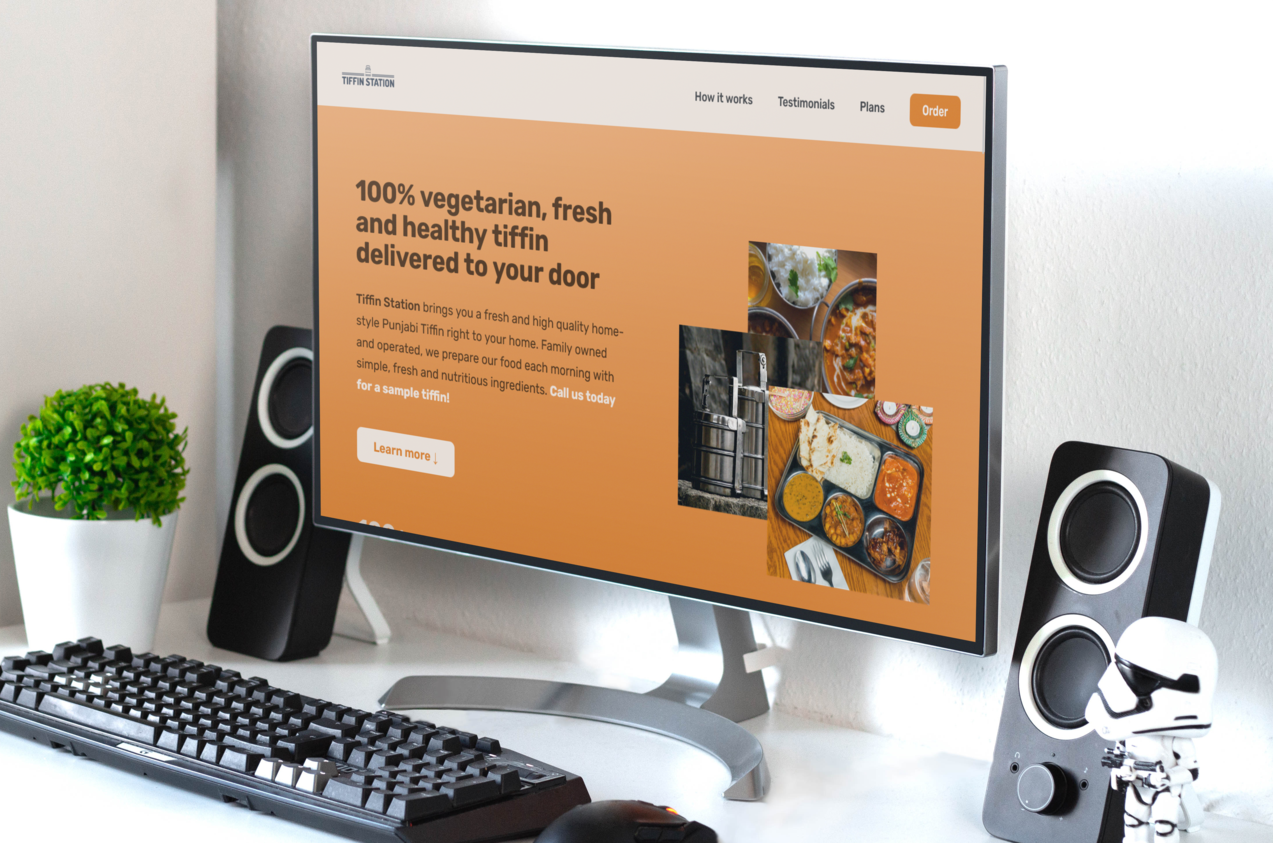 TIFFIN STATION
How it works
Testimonials
Plans
Order
100% vegetarian, fresh
and healthy tiffin
delivered to your door
Tiffin Station brings you a fresh and high quality home-
style Punjabi Tiffin right to your home. Family owned
and operated, we prepare our food each morning with
simple, fresh and nutritious ingredients. Call us today
for a sample tiffin!
Learn more ↓